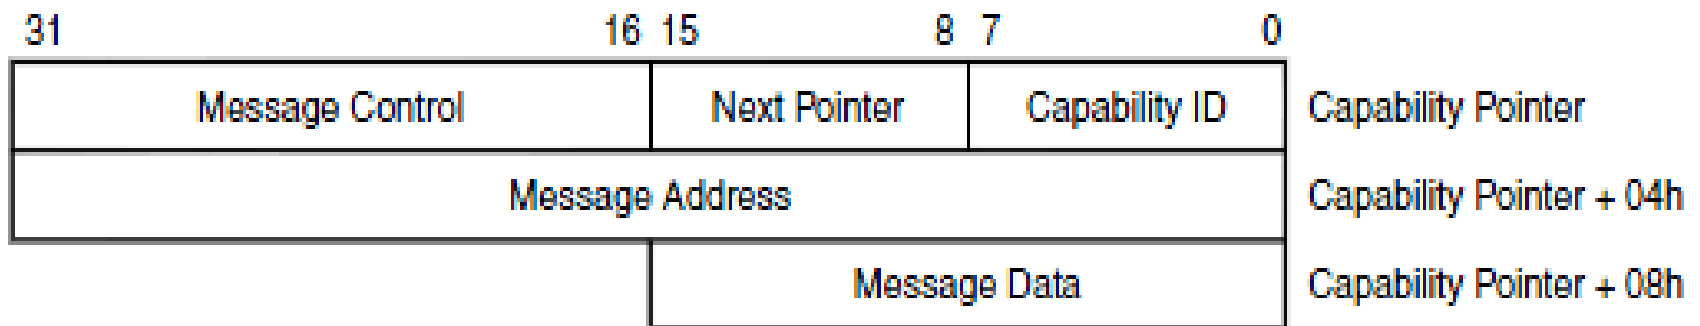 31 16 15 8 7 0
Message Control Next Pointer Capability ID Capability Pointer
Message Address Capability Pointer + 04h
Message Data Capability Pointer + 08h